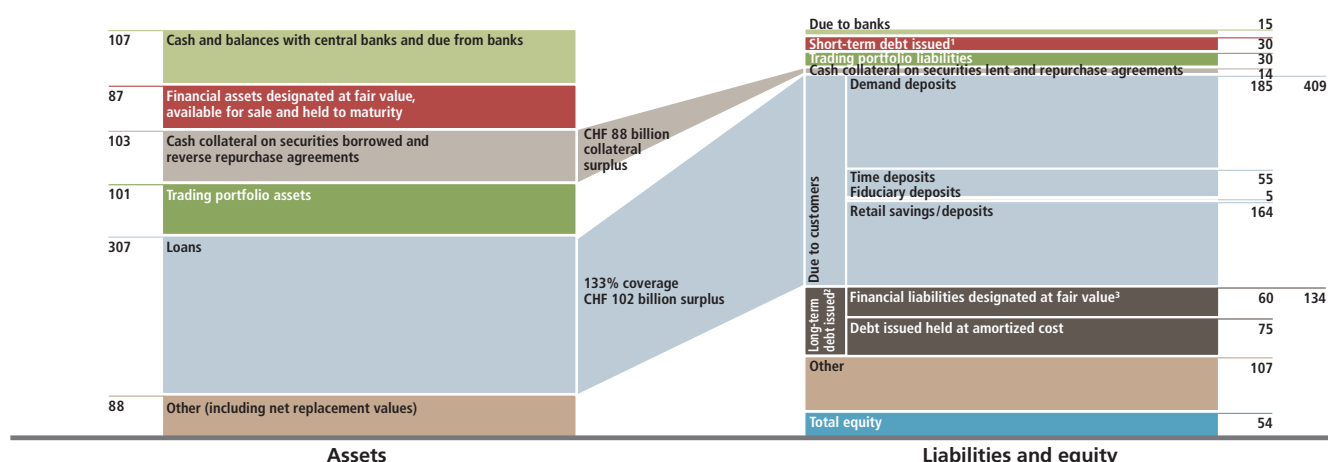 107 Cash and balances with central banks and due from banks
87 Financial assets designated at fair value,
available for sale and held to maturity
103 Cash collateral on securities borrowed and
reverse repurchase agreements
101 Trading portfolio assets
307 Loans
88 Other (including net replacement values)
Assets
CHF 88 billion
collateral
surplus
133% coverage
CHF 102 billion surplus
Due to banks 15
Short-term debt issued¹ 30
Trading portfolio liabilities 30
Cash collateral on securities lent and repurchase agreements 14
Due to customers
Demand deposits 185 409
Time deposits 55
Fiduciary deposits 5
Retail savings/deposits 164
Long-term
debt issued²
Financial liabilities designated at fair value³ 60 134
Debt issued held at amortized cost 75
Other 107
Total equity 54
Liabilities and equity